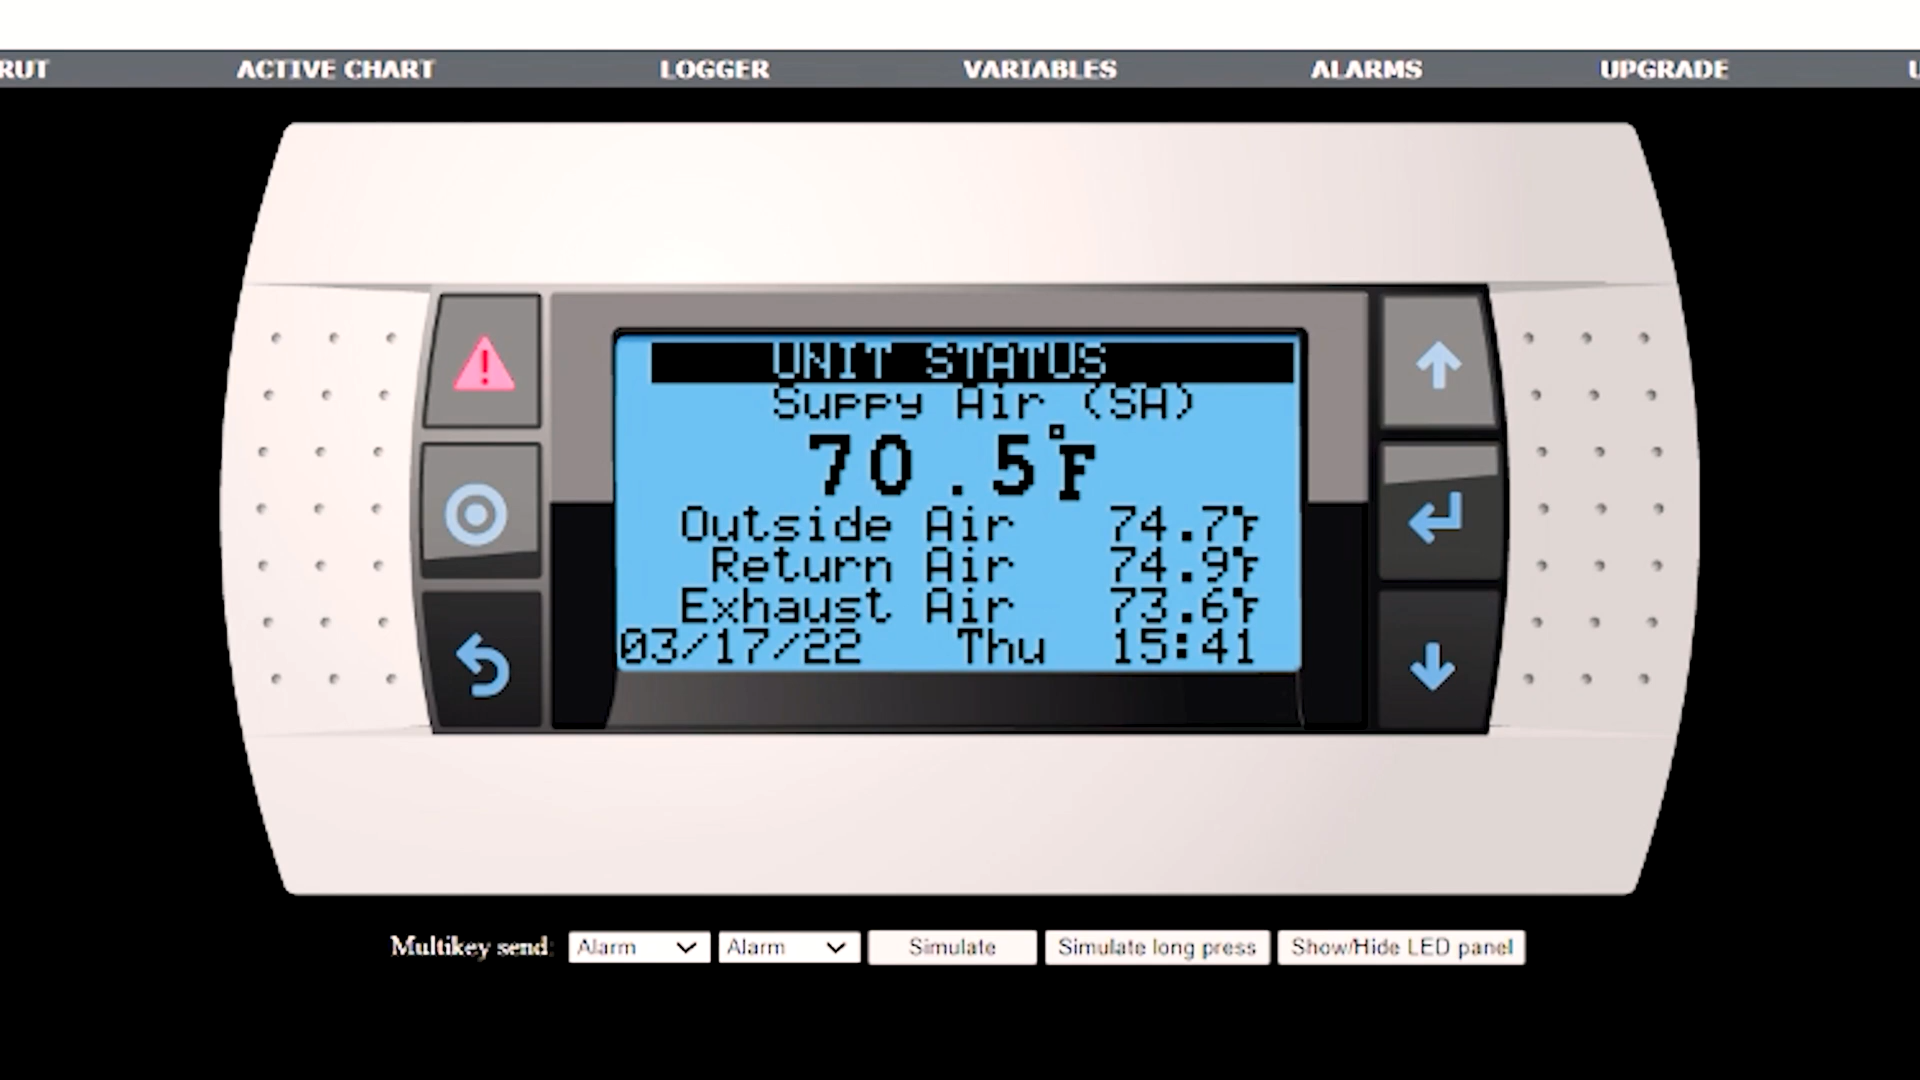 RUT ACTIVE CHART LOGGER VARIABLES ALARMS UPGRADE
UNIT STATUS
Suppy Air (SA)
70.5°F
Outside Air 74.7°F
Return Air 74.9°F
Exhaust Air 73.6°F
03/17/22 Thu 15:41
Multikey send: Alarm Alarm Simulate Simulate long press Show/Hide LED panel